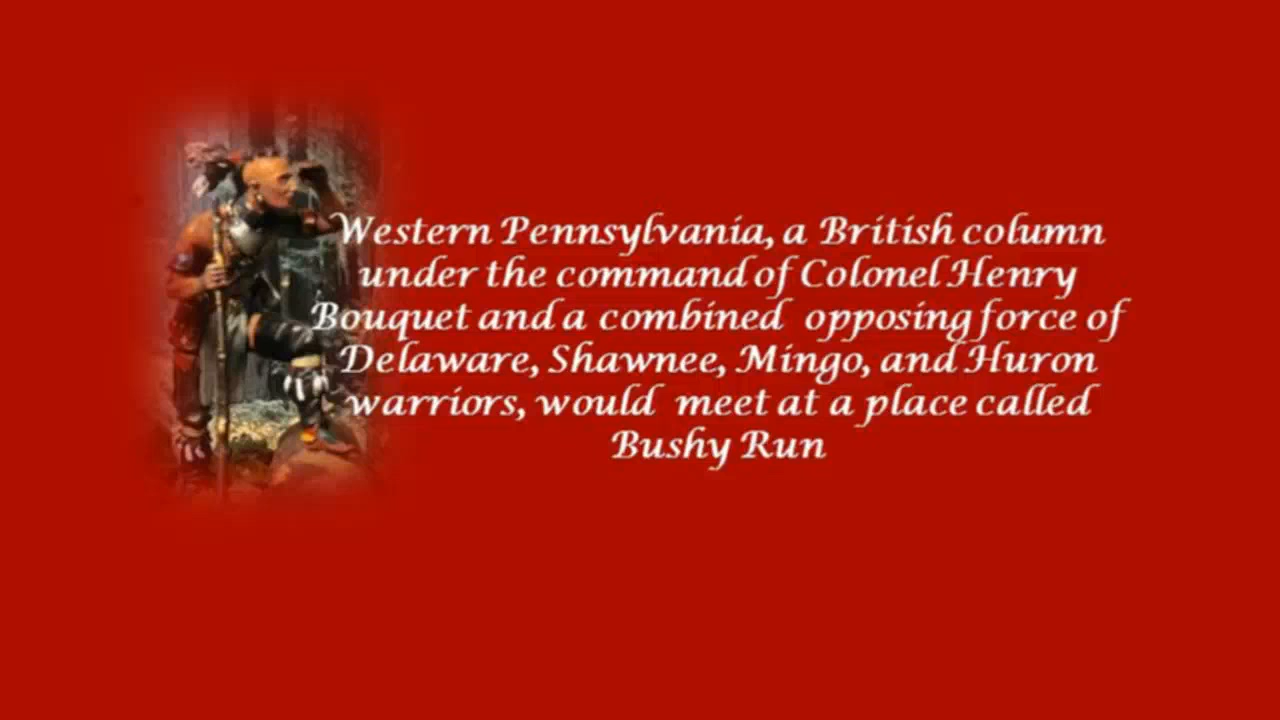 Western Pennsylvania, a British column
under the command of Colonel Henry
Bouquet and a combined opposing force of
Delaware, Shawnee, Mingo, and Huron
warriors, would meet at a place called
Bushy Run